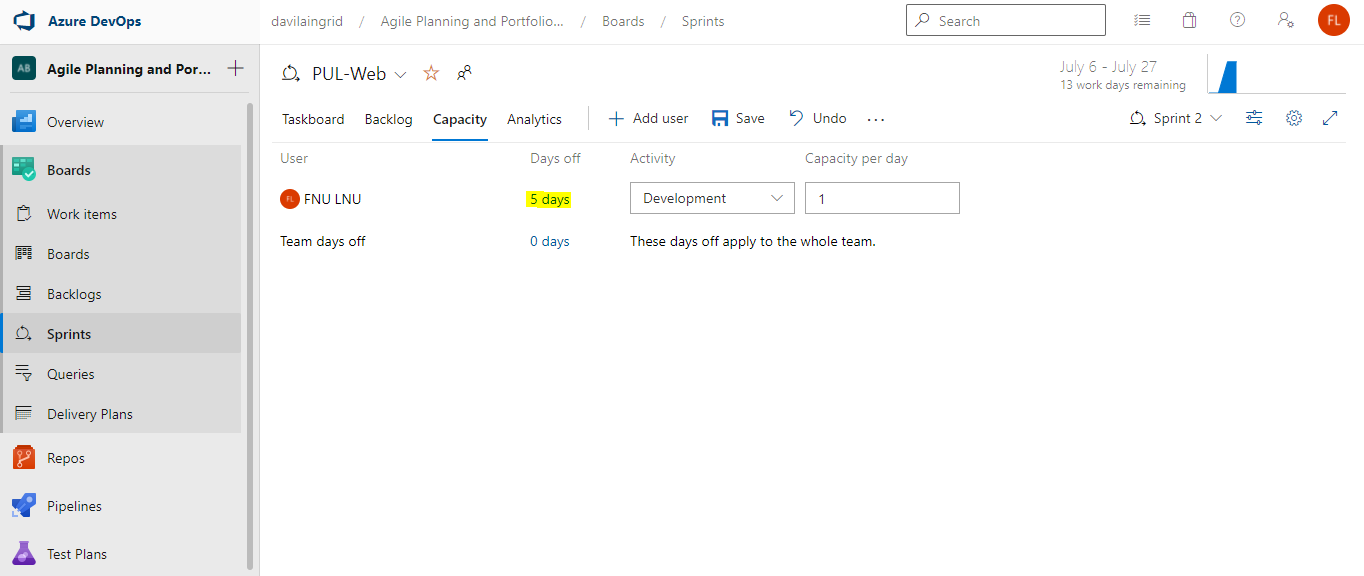 Azure DevOps
davilaingrid / Agile Planning and Portfolio... / Boards / Sprints
Search
FL
AB Agile Planning and Por...
Overview
Boards
Work items
Boards
Backlogs
Sprints
Queries
Delivery Plans
Repos
Pipelines
Test Plans
PUL-Web
July 6 - July 27
13 work days remaining
Taskboard Backlog Capacity Analytics Add user Save Undo ... Sprint 2
User Days off Activity Capacity per day
FL FNU LNU 5 days Development 1
Team days off 0 days These days off apply to the whole team.